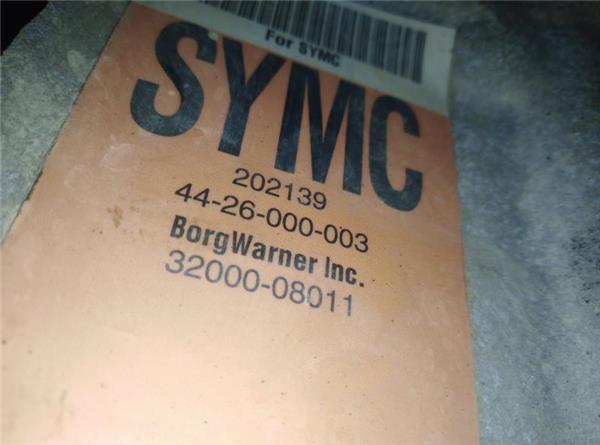 For SYMC
SYMC
202139
44-26-000-003
BorgWarner Inc.
32000-08011